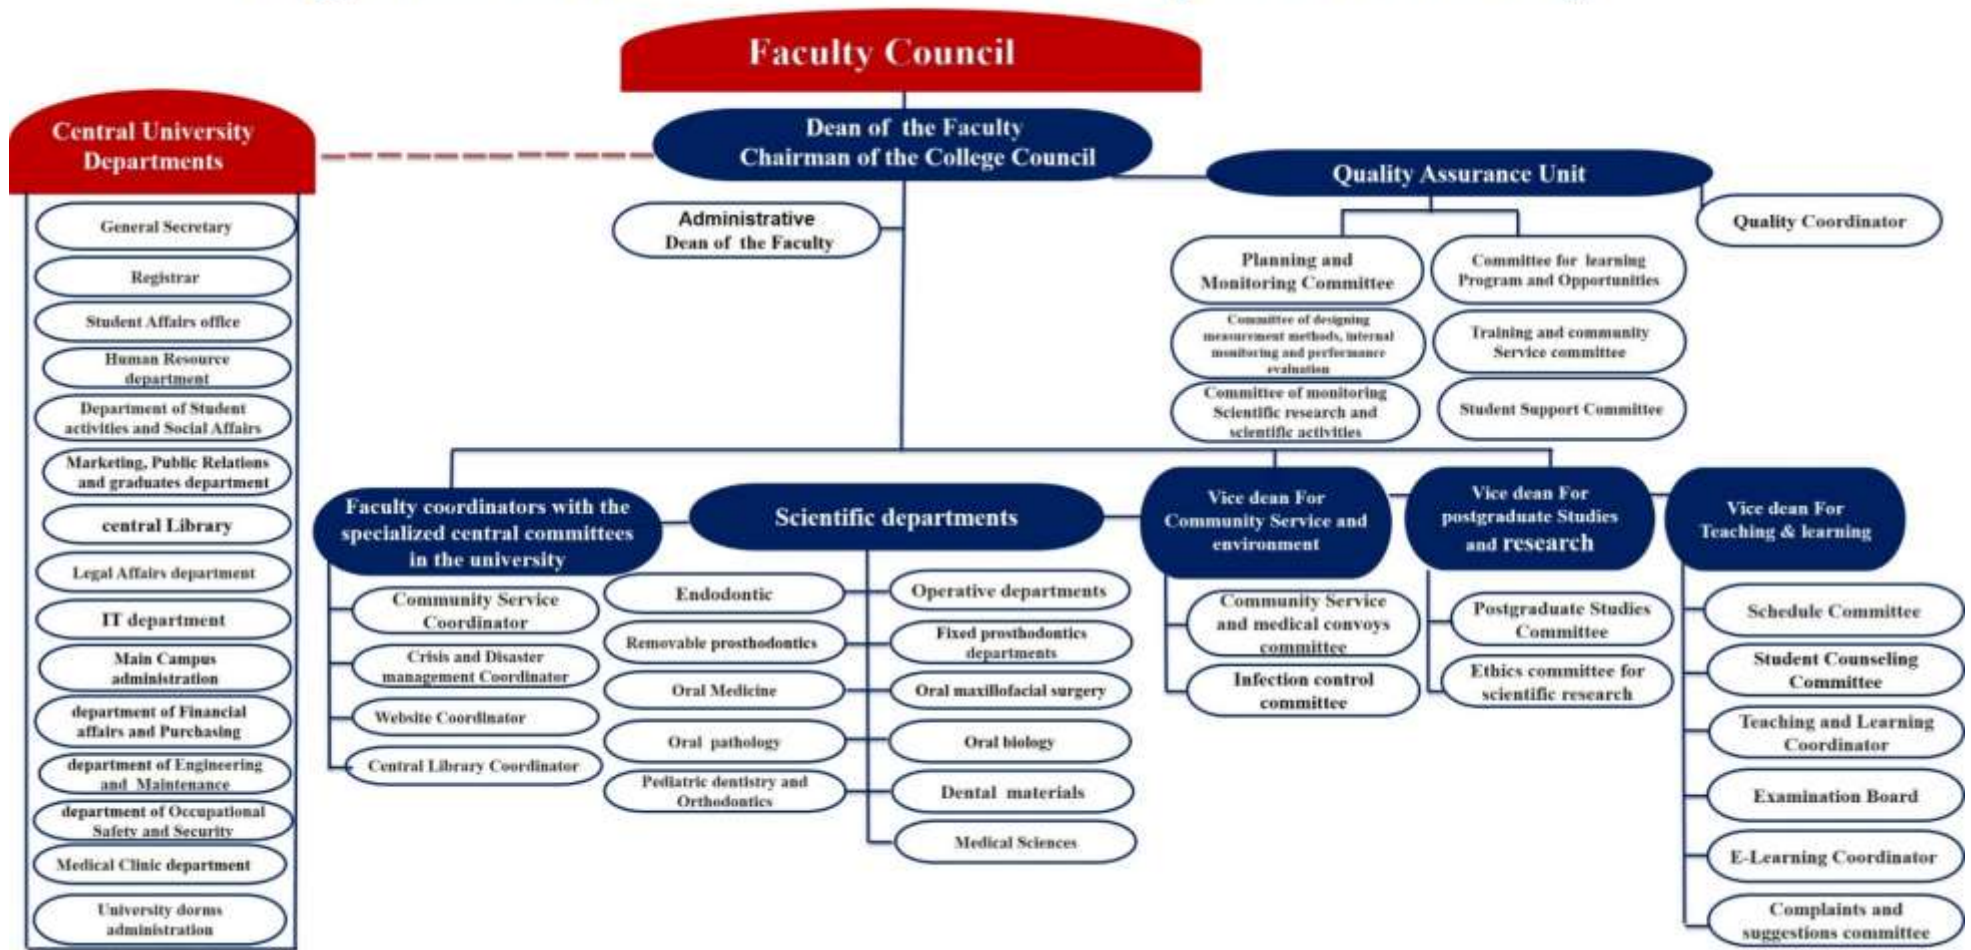 Faculty Council
Central University
Departments
Dean of the Faculty
Chairman of the College Council
Quality Assurance Unit
Quality Coordinator
Administrative
Dean of the Faculty
General Secretary
Registrar
Student Affairs office
Human Resource
department
Department of Student
activities and Social Affairs
Marketing, Public Relations
and graduates department
central Library
Legal Affairs department
IT department
Main Campus
administration
department of Financial
affairs and Purchasing
department of Engineering
and Maintenance
department of Occupational
Safety and Security
Medical Clinic department
University dorms
administration
Planning and
Monitoring Committee
Committee of designing
measurement methods, internal
monitoring and performance
evaluation
Committee of monitoring
Scientific research and
scientific activities
Committee for learning
Program and Opportunities
Training and community
Service committee
Student Support Committee
Faculty coordinators with the
specialized central committees
in the university
Community Service
Coordinator
Crisis and Disaster
management Coordinator
Website Coordinator
Central Library Coordinator
Scientific departments
Endodontic
Removable prosthodontics
Oral Medicine
Oral pathology
Pediatric dentistry and
Orthodontics
Operative departments
Fixed prosthodontics
departments
Oral maxillofacial surgery
Oral biology
Dental materials
Medical Sciences
Vice dean For
Community Service and
environment
Community Service
and medical convoys
committee
Infection control
committee
Vice dean For
postgraduate Studies
and research
Postgraduate Studies
Committee
Ethics committee for
scientific research
Vice dean For
Teaching & learning
Schedule Committee
Student Counseling
Committee
Teaching and Learning
Coordinator
Examination Board
E-Learning Coordinator
Complaints and
suggestions committee